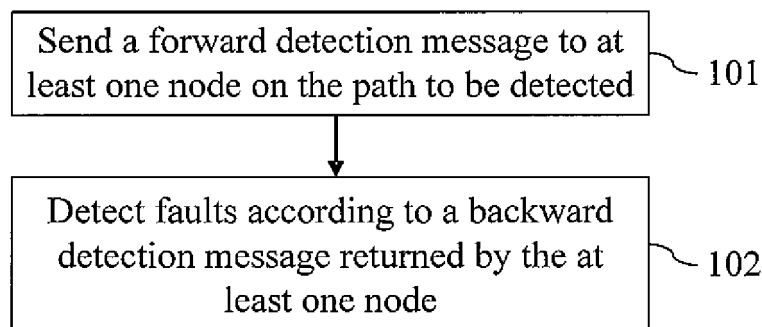 Send a forward detection message to at
least one node on the path to be detected
101
Detect faults according to a backward
detection message returned by the at
least one node
102